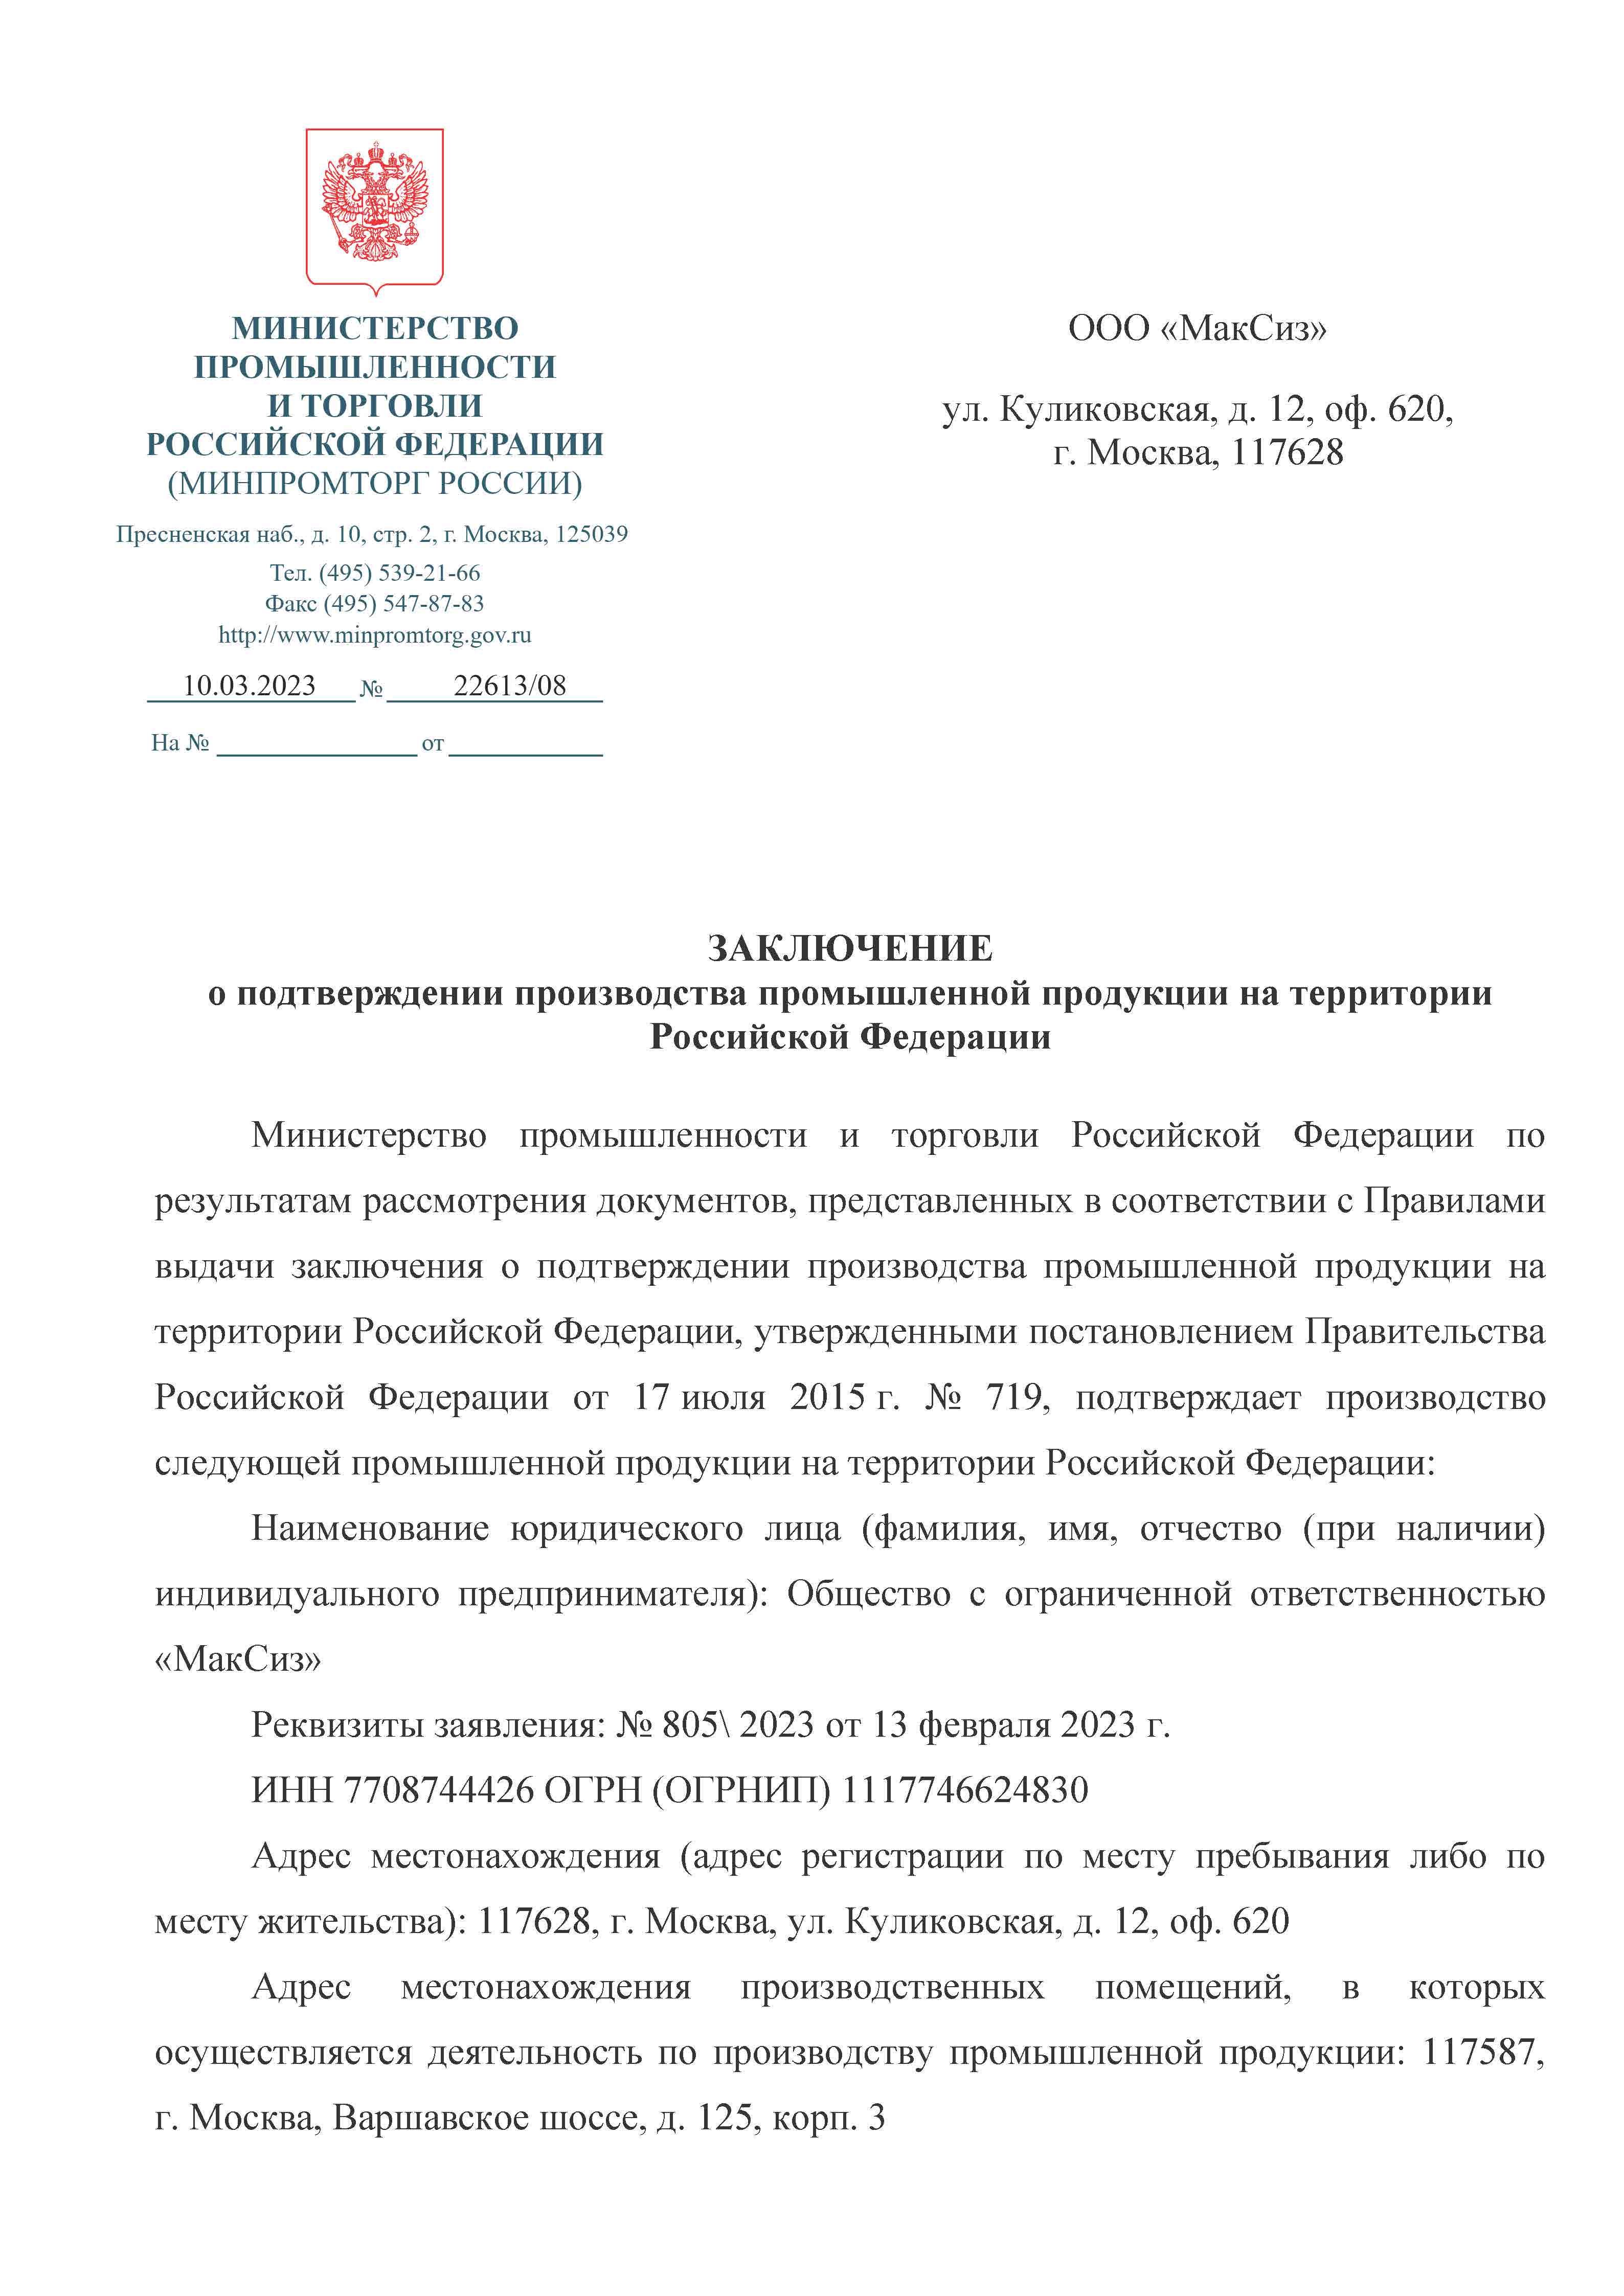 МИНИСТЕРСТВО
ПРОМЫШЛЕННОСТИ
И ТОРГОВЛИ
РОССИЙСКОЙ ФЕДЕРАЦИИ
(МИНПРОМТОРГ РОССИИ)
Пресненская наб., д. 10, стр. 2, г. Москва, 125039
Тел. (495) 539-21-66
Факс (495) 547-87-83
http://www.minpromtorg.gov.ru
10.03.2023 № 22613/08
На № от
ООО «МакСиз»
ул. Куликовская, д. 12, оф. 620,
г. Москва, 117628
ЗАКЛЮЧЕНИЕ
о подтверждении производства промышленной продукции на территории
Российской Федерации
Министерство промышленности и торговли Российской Федерации по
результатам рассмотрения документов, представленных в соответствии с Правилами
выдачи заключения о подтверждении производства промышленной продукции на
территории Российской Федерации, утвержденными постановлением Правительства
Российской Федерации от 17 июля 2015 г. № 719, подтверждает производство
следующей промышленной продукции на территории Российской Федерации:
Наименование юридического лица (фамилия, имя, отчество (при наличии)
индивидуального предпринимателя): Общество с ограниченной ответственностью
«МакСиз»
Реквизиты заявления: № 805\ 2023 от 13 февраля 2023 г.
ИНН 7708744426 ОГРН (ОГРНИП) 1117746624830
Адрес местонахождения (адрес регистрации по месту пребывания либо по
месту жительства): 117628, г. Москва, ул. Куликовская, д. 12, оф. 620
Адрес местонахождения производственных помещений, в которых
осуществляется деятельность по производству промышленной продукции: 117587,
г. Москва, Варшавское шоссе, д. 125, корп. 3